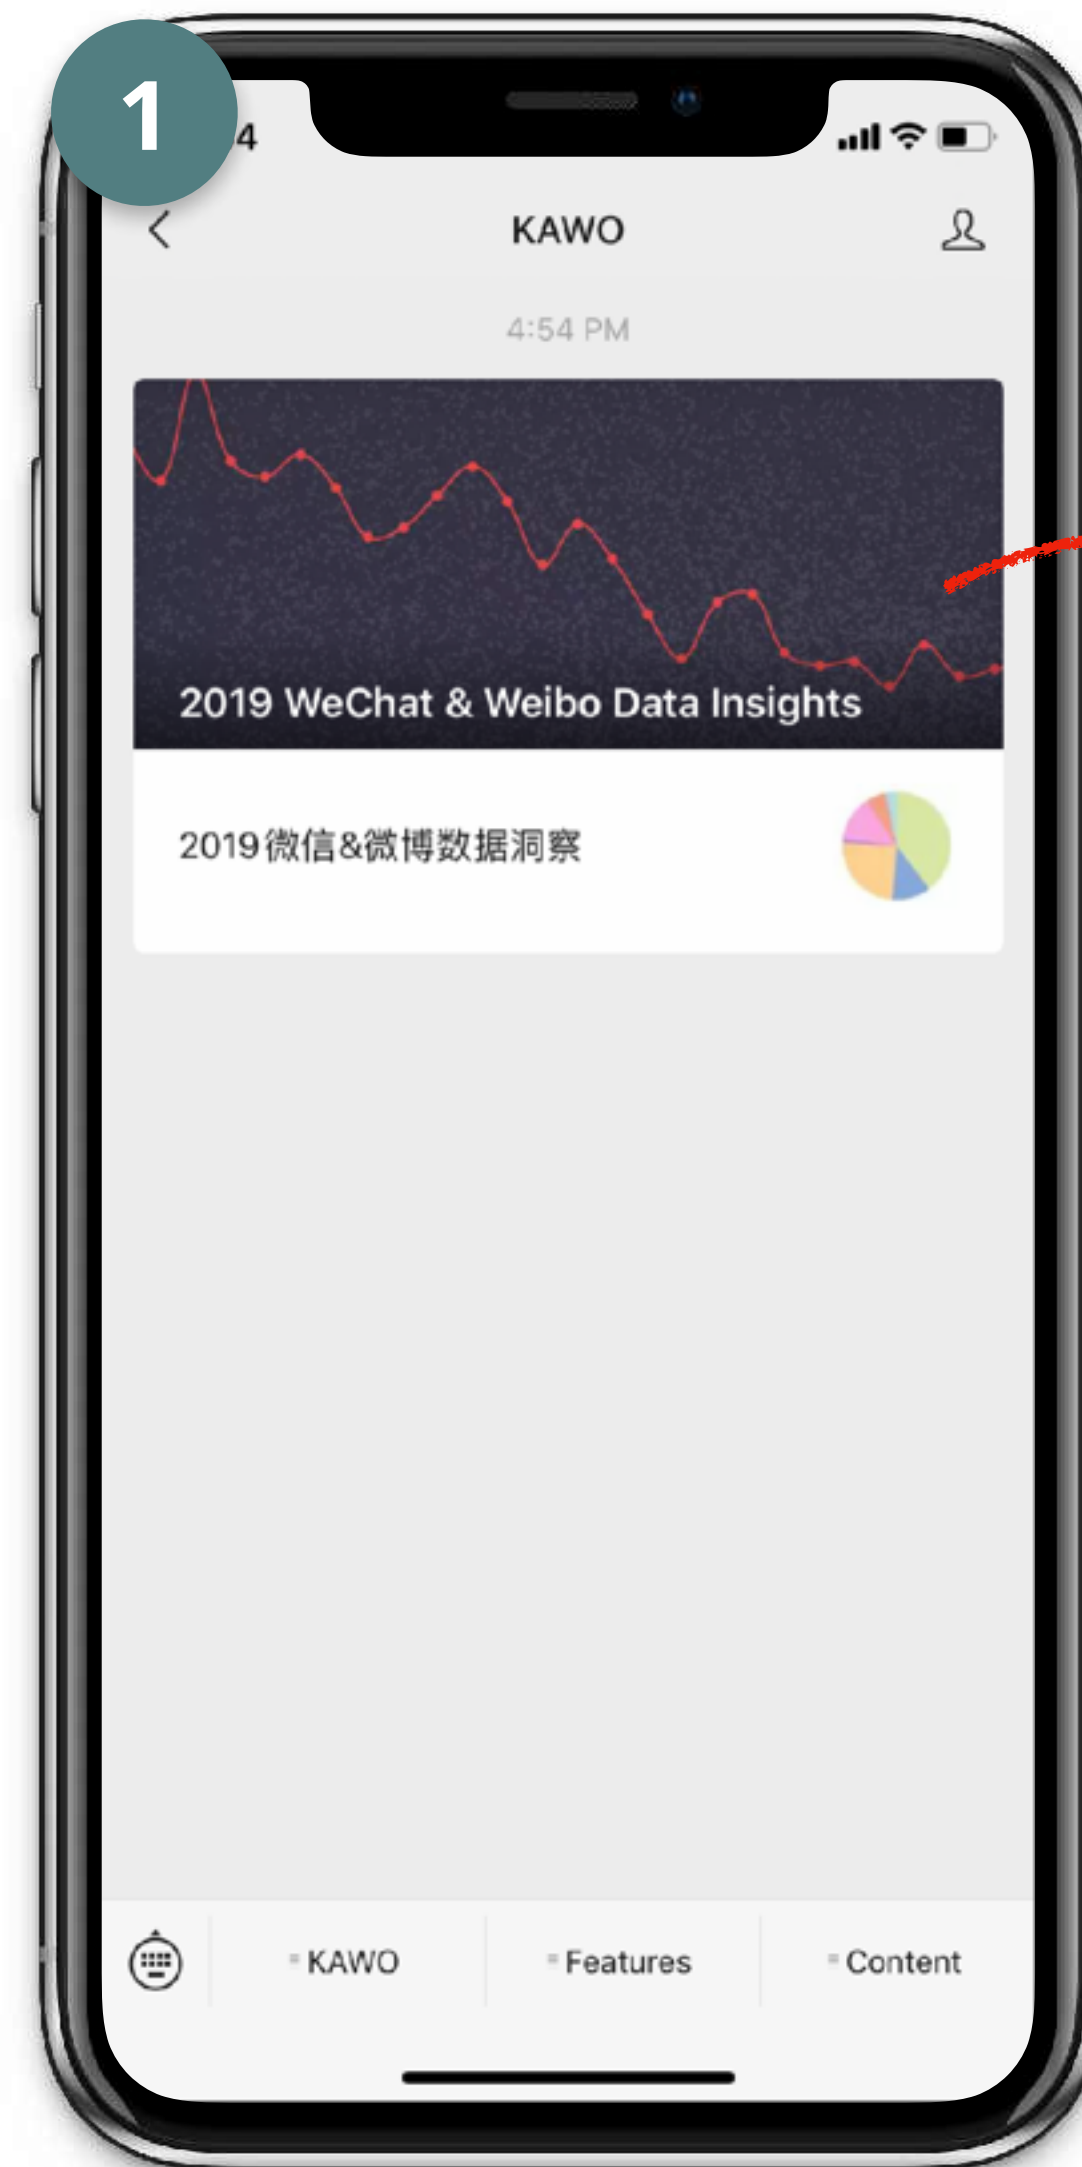 1
4
KAWO
4:54 PM
2019 WeChat & Weibo Data Insights
2019微信&微博数据洞察
KAWO
Features
Content